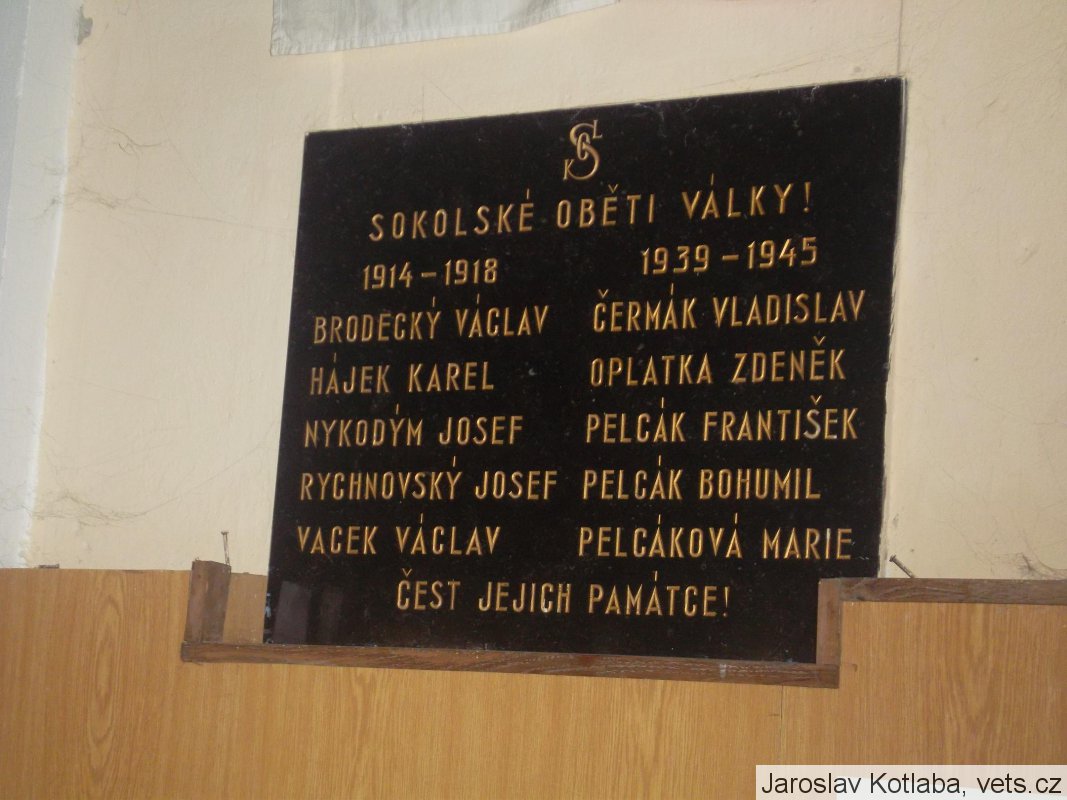 SOKOL
SOKOLSKÉ OBĚTI VÁLKY!
1914 – 1918
BRODECKÝ VÁCLAV
HÁJEK KAREL
NYKODÝM JOSEF
RYCHNOVSKÝ JOSEF
VACEK VÁCLAV
1939 – 1945
ČERMÁK VLADISLAV
OPLATKA ZDENĚK
PELCÁK FRANTIŠEK
PELCÁK BOHUMIL
PELCÁKOVÁ MARIE
ČEST JEJICH PAMÁTCE!
Jaroslav Kotlaba, vets.cz